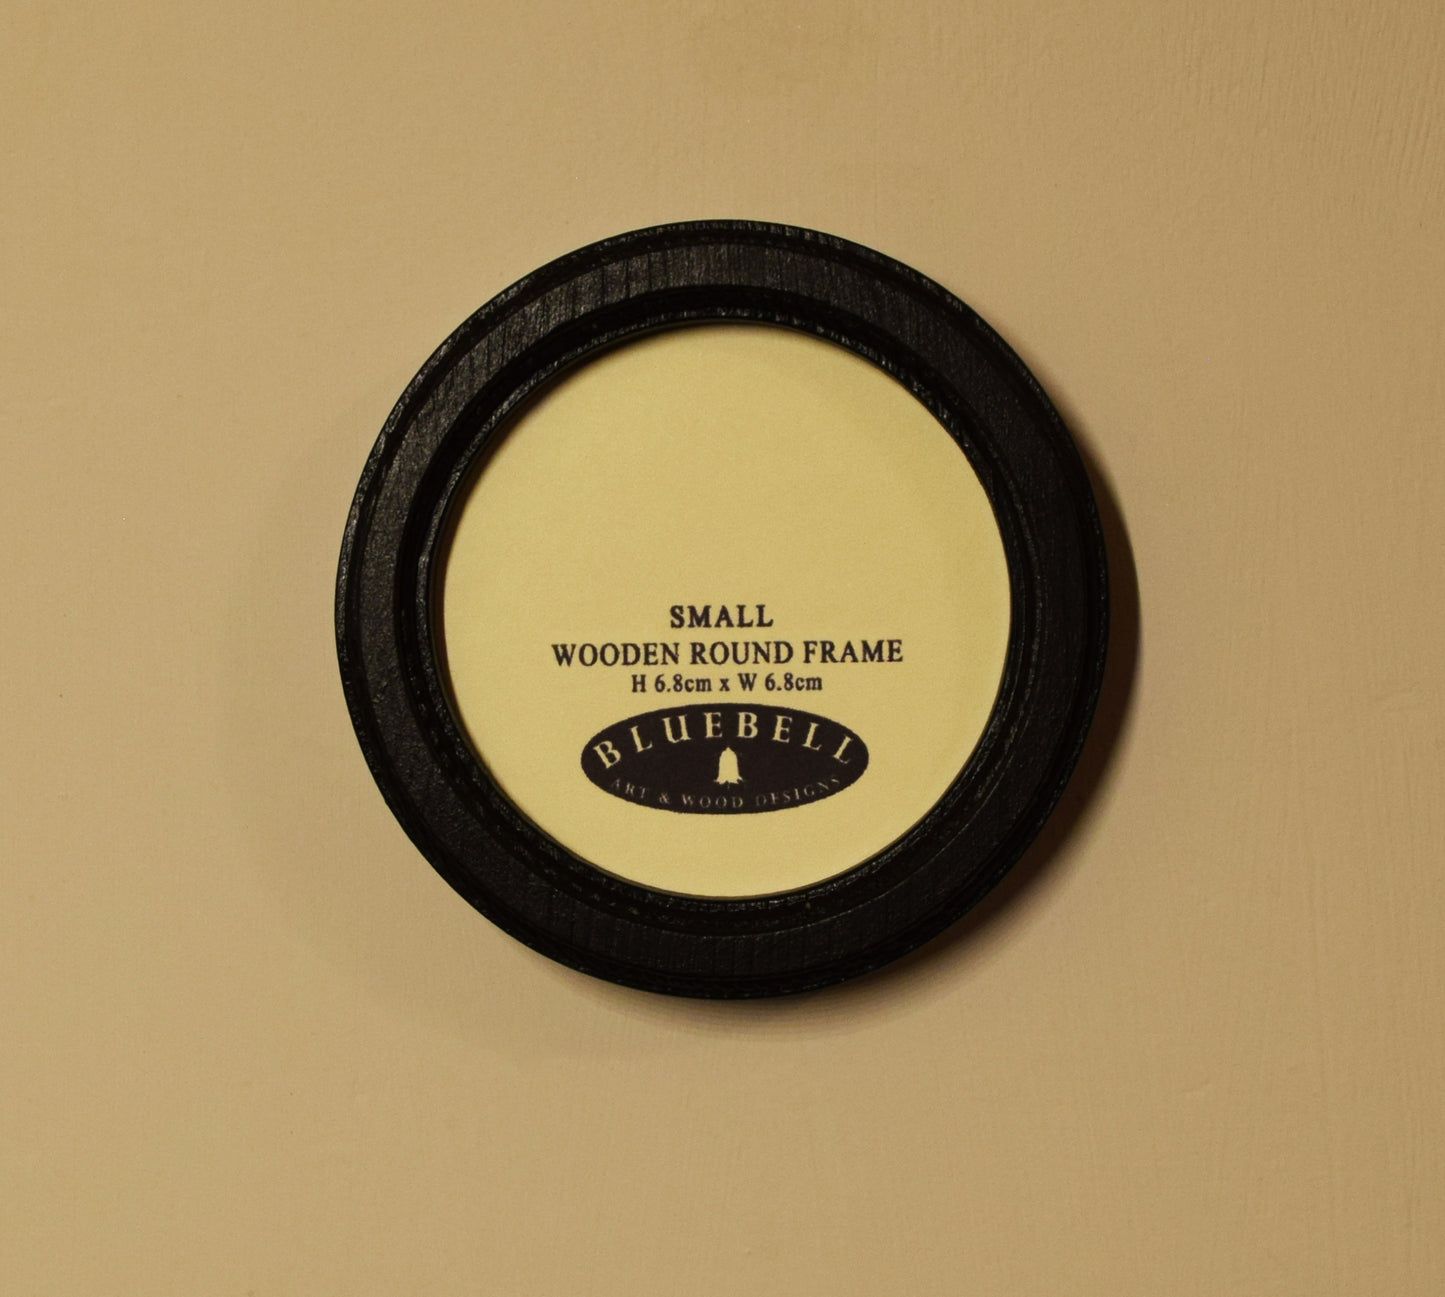 SMALL
WOODEN ROUND FRAME
H 6.8cm x W 6.8cm
BLUEBELL
ART & WOOD DESIGNS